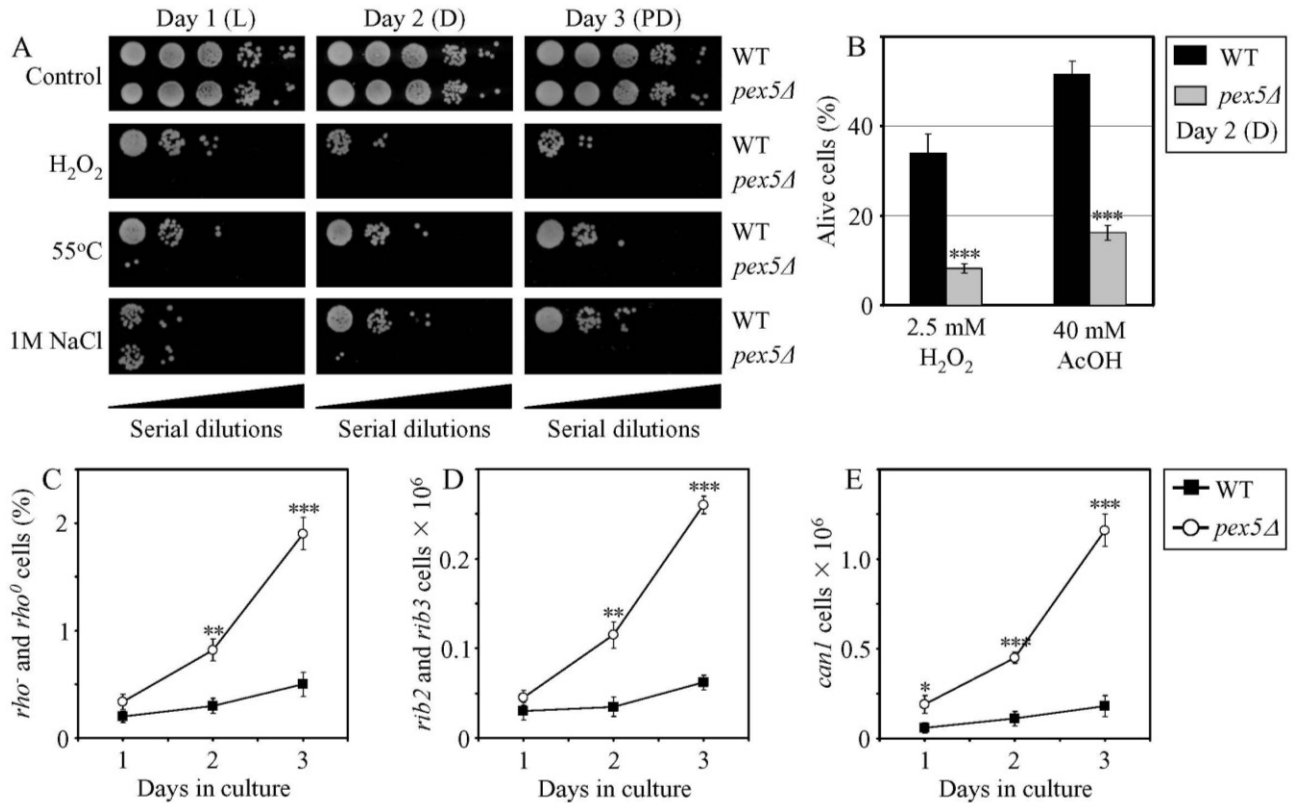 Day 1 (L) Day 2 (D) Day 3 (PD)
A
Control
WT
pex5Δ
H₂O₂
WT
pex5Δ
55°C
WT
pex5Δ
1M NaCl
WT
pex5Δ
Serial dilutions Serial dilutions Serial dilutions
B
Alive cells (%)
40
20
0
***
***
2.5 mM
H₂O₂
40 mM
AcOH
WT
pex5Δ
Day 2 (D)
C
rho⁻ and rho⁰ cells (%)
2
1
0
**
***
1 2 3
Days in culture
D
rib2 and rib3 cells × 10⁶
0.2
0.1
0
**
***
1 2 3
Days in culture
E
can1 cells × 10⁶
1.0
0.5
0
*
***
***
1 2 3
Days in culture
WT
pex5Δ